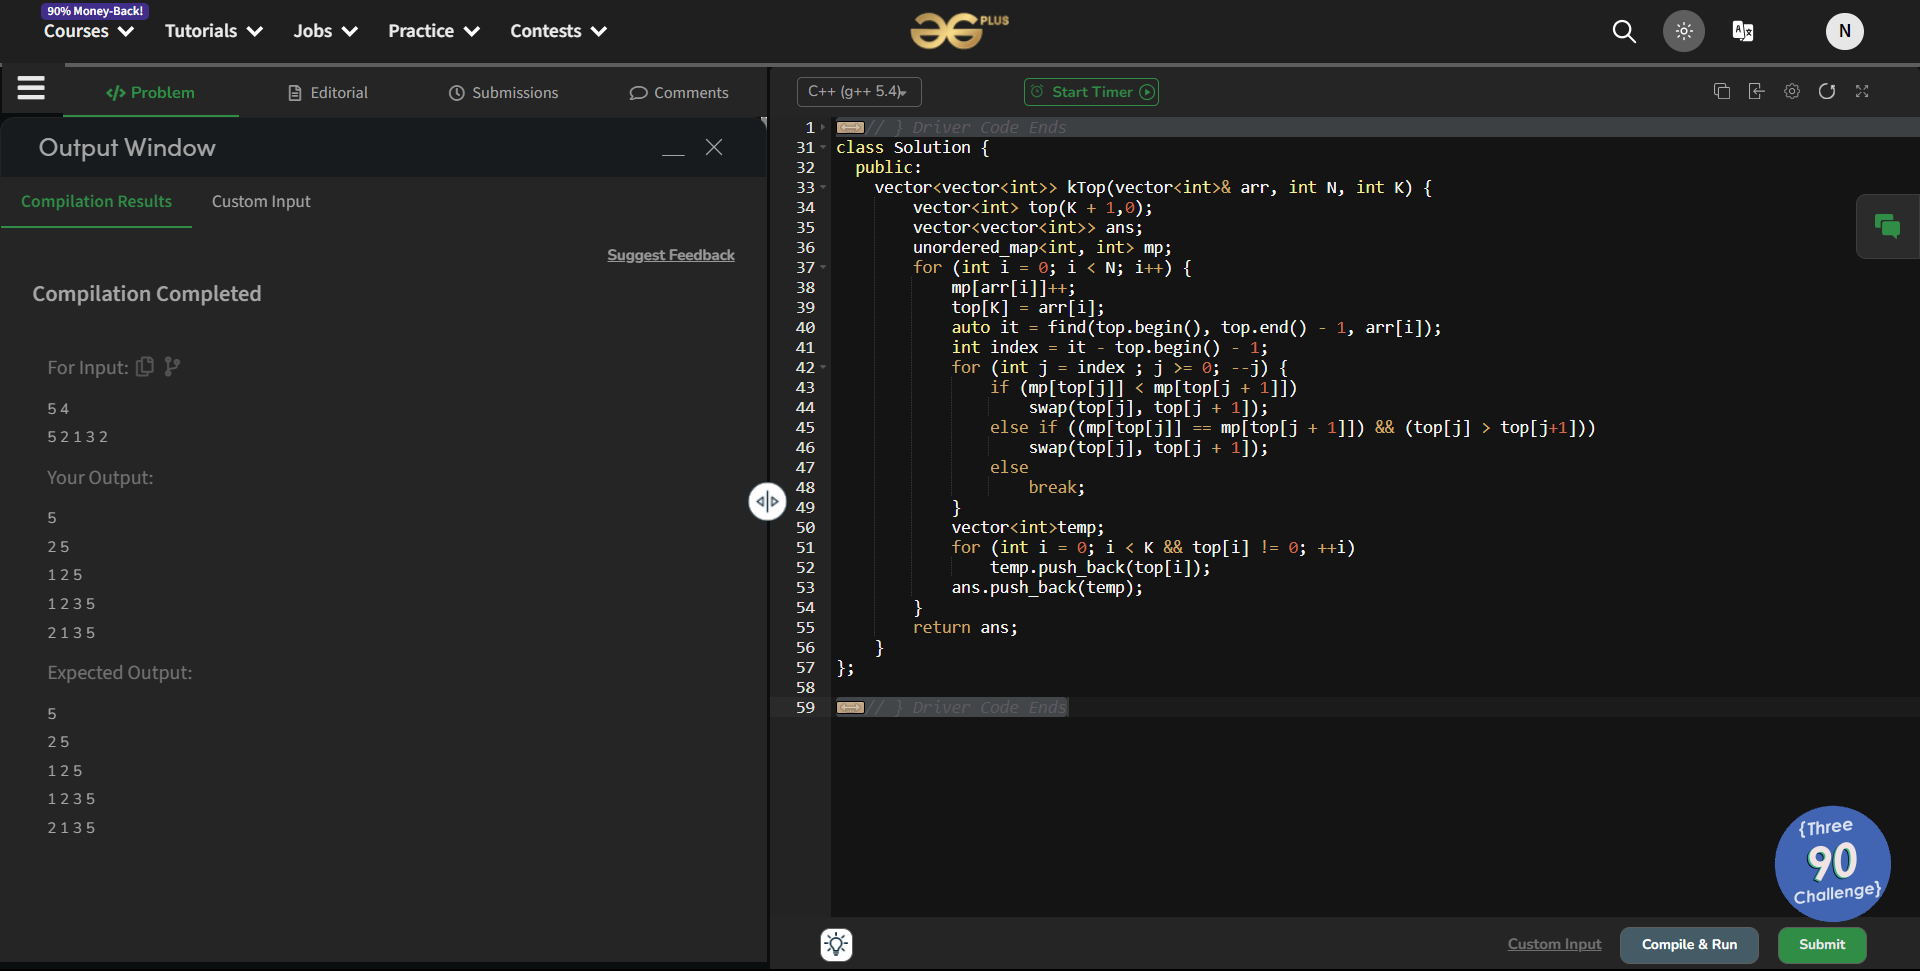 90% Money-Back!
Courses Tutorials Jobs Practice Contests
PLUS
N
Problem Editorial Submissions Comments
C++ (g++ 5.4)
Start Timer
Output Window
Compilation Results Custom Input
Suggest Feedback
Compilation Completed
For Input:
5 4
5 2 1 3 2
Your Output:
5
2 5
1 2 5
1 2 3 5
2 1 3 5
Expected Output:
5
2 5
1 2 5
1 2 3 5
2 1 3 5
1 // } Driver Code Ends
31 class Solution {
32 public:
33 vector<vector<int>> kTop(vector<int>& arr, int N, int K) {
34 vector<int> top(K + 1,0);
35 vector<vector<int>> ans;
36 unordered_map<int, int> mp;
37 for (int i = 0; i < N; i++) {
38 mp[arr[i]]++;
39 top[K] = arr[i];
40 auto it = find(top.begin(), top.end() - 1, arr[i]);
41 int index = it - top.begin() - 1;
42 for (int j = index ; j >= 0; --j) {
43 if (mp[top[j]] < mp[top[j + 1]])
44 swap(top[j], top[j + 1]);
45 else if ((mp[top[j]] == mp[top[j + 1]]) && (top[j] > top[j+1]))
46 swap(top[j], top[j + 1]);
47 else
48 break;
49 }
50 vector<int>temp;
51 for (int i = 0; i < K && top[i] != 0; ++i)
52 temp.push_back(top[i]);
53 ans.push_back(temp);
54 }
55 return ans;
56 }
57 };
58
59 // } Driver Code Ends
{Three
90
Challenge}
Custom Input Compile & Run Submit